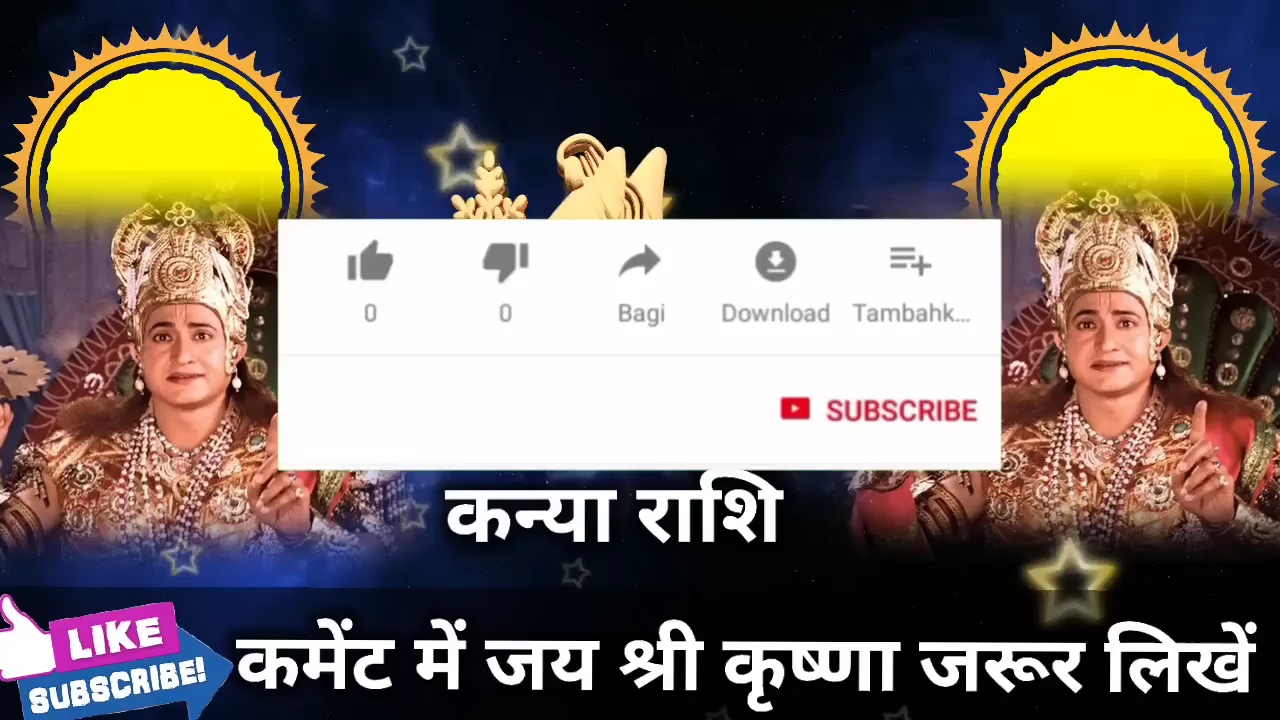 0
0
Bagi
Download
Tambahk...
SUBSCRIBE
कन्या राशि
LIKE
SUBSCRIBE!
कमेंट में जय श्री कृष्णा जरूर लिखें